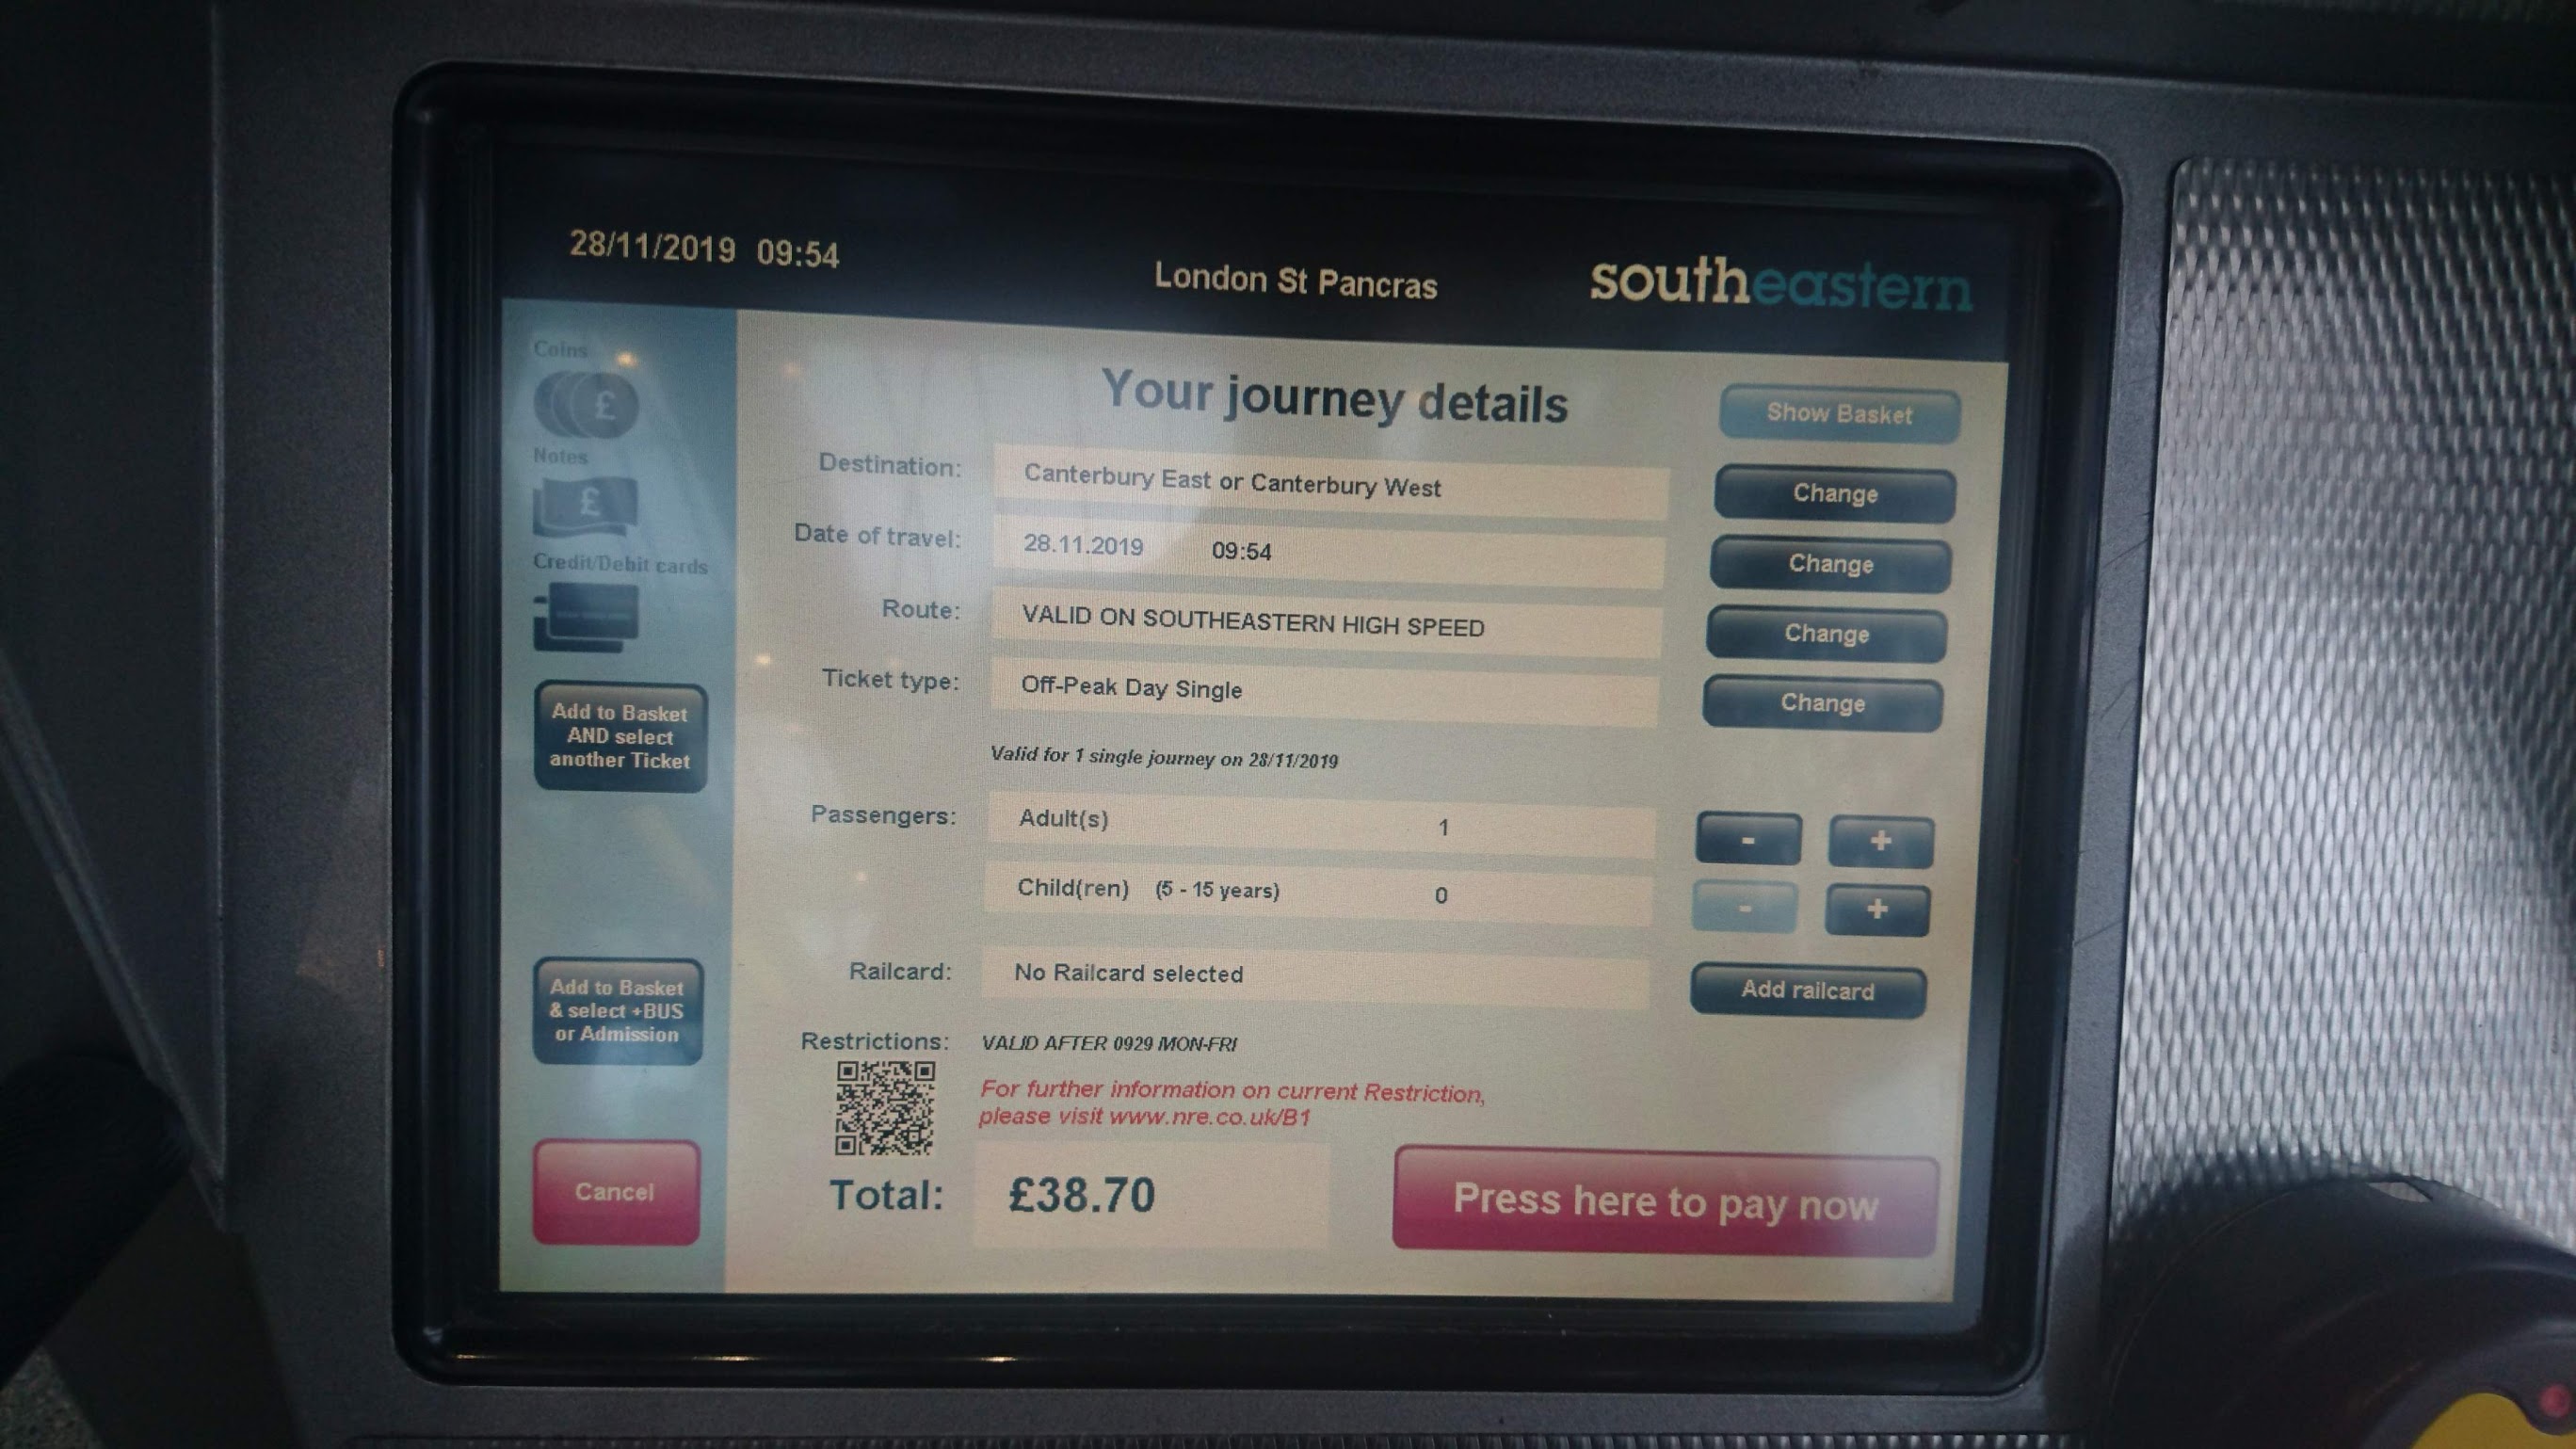 28/11/2019 09:54
London St Pancras
southeastern
Coins
£
Notes
£
Credit/Debit cards
Add to Basket
AND select
another Ticket
Add to Basket
& select +BUS
or Admission
Cancel
Your journey details
Show Basket
Destination: Canterbury East or Canterbury West Change
Date of travel: 28.11.2019 09:54 Change
Route: VALID ON SOUTHEASTERN HIGH SPEED Change
Ticket type: Off-Peak Day Single Change
Valid for 1 single journey on 28/11/2019
Passengers: Adult(s) 1 - +
Child(ren) (5 - 15 years) 0 - +
Railcard: No Railcard selected Add railcard
Restrictions: VALID AFTER 0929 MON-FRI
For further information on current Restriction,
please visit www.nre.co.uk/B1
Total: £38.70 Press here to pay now